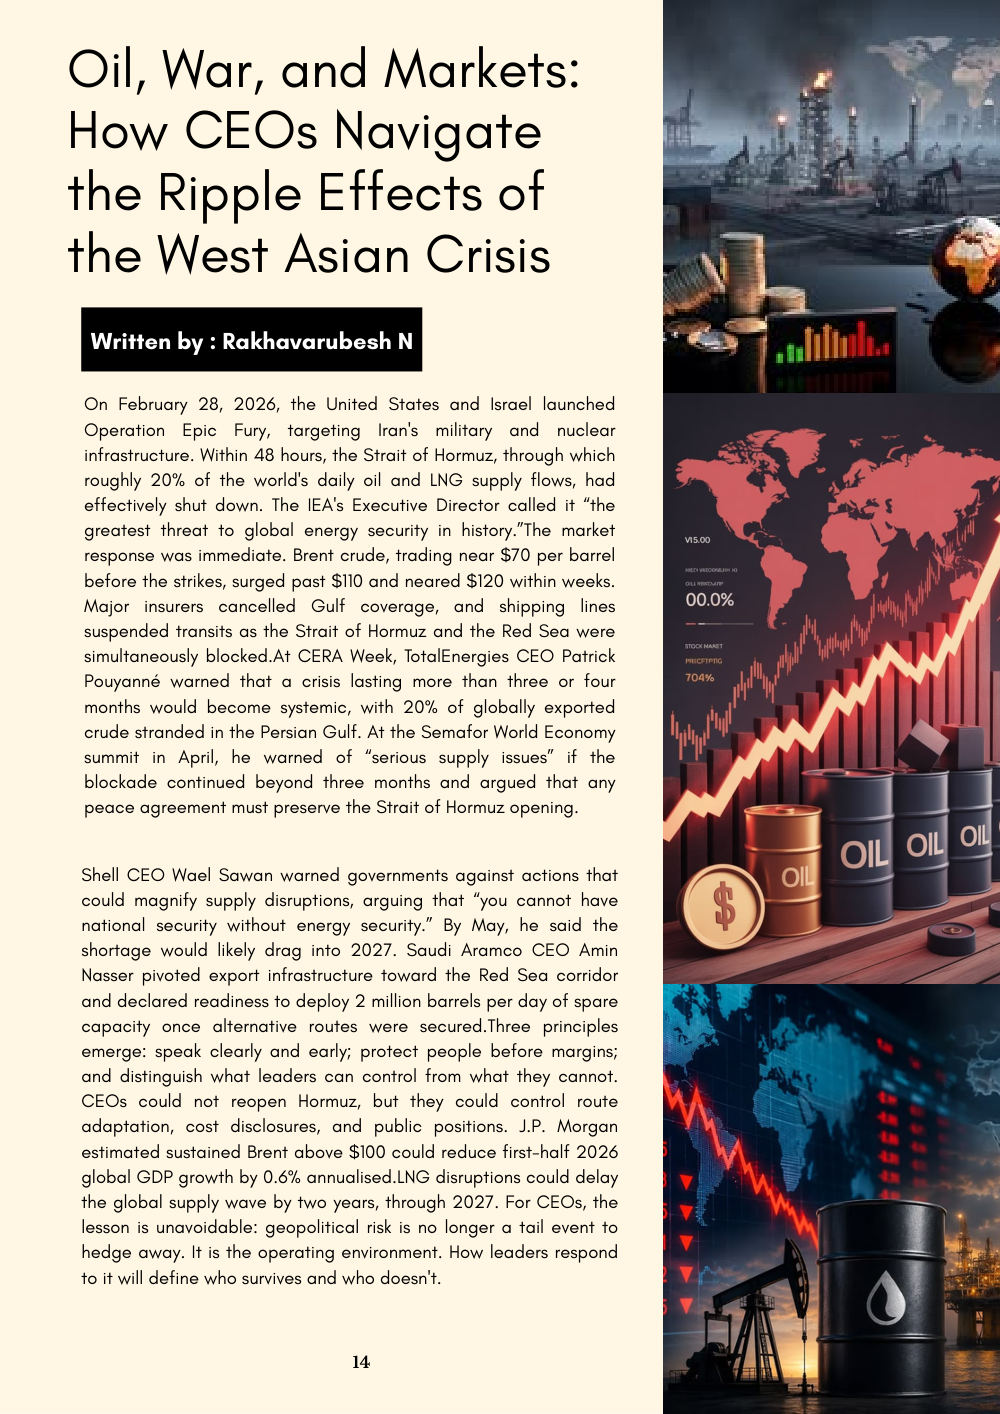 Oil, War, and Markets:
How CEOs Navigate
the Ripple Effects of
the West Asian Crisis
Written by : Rakhavarubesh N
On February 28, 2026, the United States and Israel launched
Operation Epic Fury, targeting Iran's military and nuclear
infrastructure. Within 48 hours, the Strait of Hormuz, through which
roughly 20% of the world's daily oil and LNG supply flows, had
effectively shut down. The IEA's Executive Director called it “the
greatest threat to global energy security in history.”The market
response was immediate. Brent crude, trading near $70 per barrel
before the strikes, surged past $110 and neared $120 within weeks.
Major insurers cancelled Gulf coverage, and shipping lines
suspended transits as the Strait of Hormuz and the Red Sea were
simultaneously blocked.At CERA Week, TotalEnergies CEO Patrick
Pouyanné warned that a crisis lasting more than three or four
months would become systemic, with 20% of globally exported
crude stranded in the Persian Gulf. At the Semafor World Economy
summit in April, he warned of “serious supply issues” if the
blockade continued beyond three months and argued that any
peace agreement must preserve the Strait of Hormuz opening.
Shell CEO Wael Sawan warned governments against actions that
could magnify supply disruptions, arguing that “you cannot have
national security without energy security.” By May, he said the
shortage would likely drag into 2027. Saudi Aramco CEO Amin
Nasser pivoted export infrastructure toward the Red Sea corridor
and declared readiness to deploy 2 million barrels per day of spare
capacity once alternative routes were secured.Three principles
emerge: speak clearly and early; protect people before margins;
and distinguish what leaders can control from what they cannot.
CEOs could not reopen Hormuz, but they could control route
adaptation, cost disclosures, and public positions. J.P. Morgan
estimated sustained Brent above $100 could reduce first-half 2026
global GDP growth by 0.6% annualised.LNG disruptions could delay
the global supply wave by two years, through 2027. For CEOs, the
lesson is unavoidable: geopolitical risk is no longer a tail event to
hedge away. It is the operating environment. How leaders respond
to it will define who survives and who doesn't.
14
VI5.00
00.0%
STOCK MARKET
704%
$
OIL
OIL
OIL
OIL